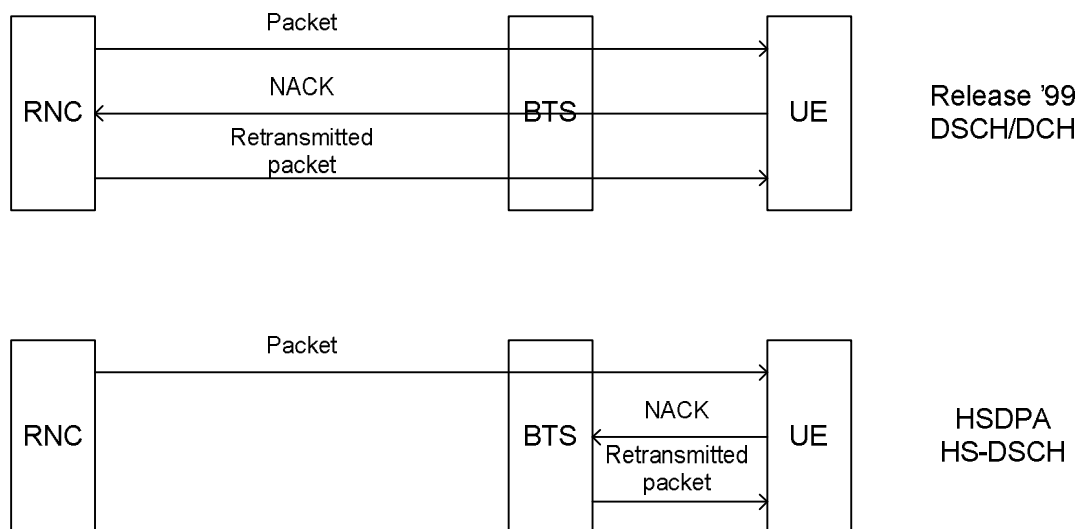 Packet
RNC
NACK
BTS
UE
Release '99
DSCH/DCH
Retransmitted
packet
Packet
RNC
BTS
NACK
UE
HSDPA
HS-DSCH
Retransmitted
packet